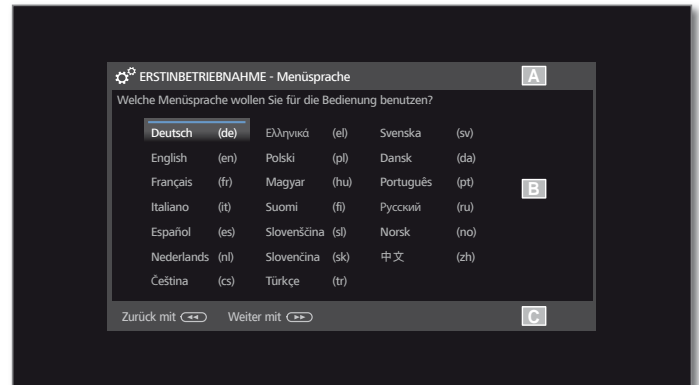 ERSTINBETRIEBNAHME - Menüsprache A
Welche Menüsprache wollen Sie für die Bedienung benutzen?
Deutsch (de) Ελληνικά (el) Svenska (sv)
English (en) Polski (pl) Dansk (da)
Français (fr) Magyar (hu) Português (pt)
B
Italiano (it) Suomi (fi) Русский (ru)
Español (es) Slovenščina (sl) Norsk (no)
Nederlands (nl) Slovenčina (sk) 中文 (zh)
Čeština (cs) Türkçe (tr)
Zurück mit Weiter mit C